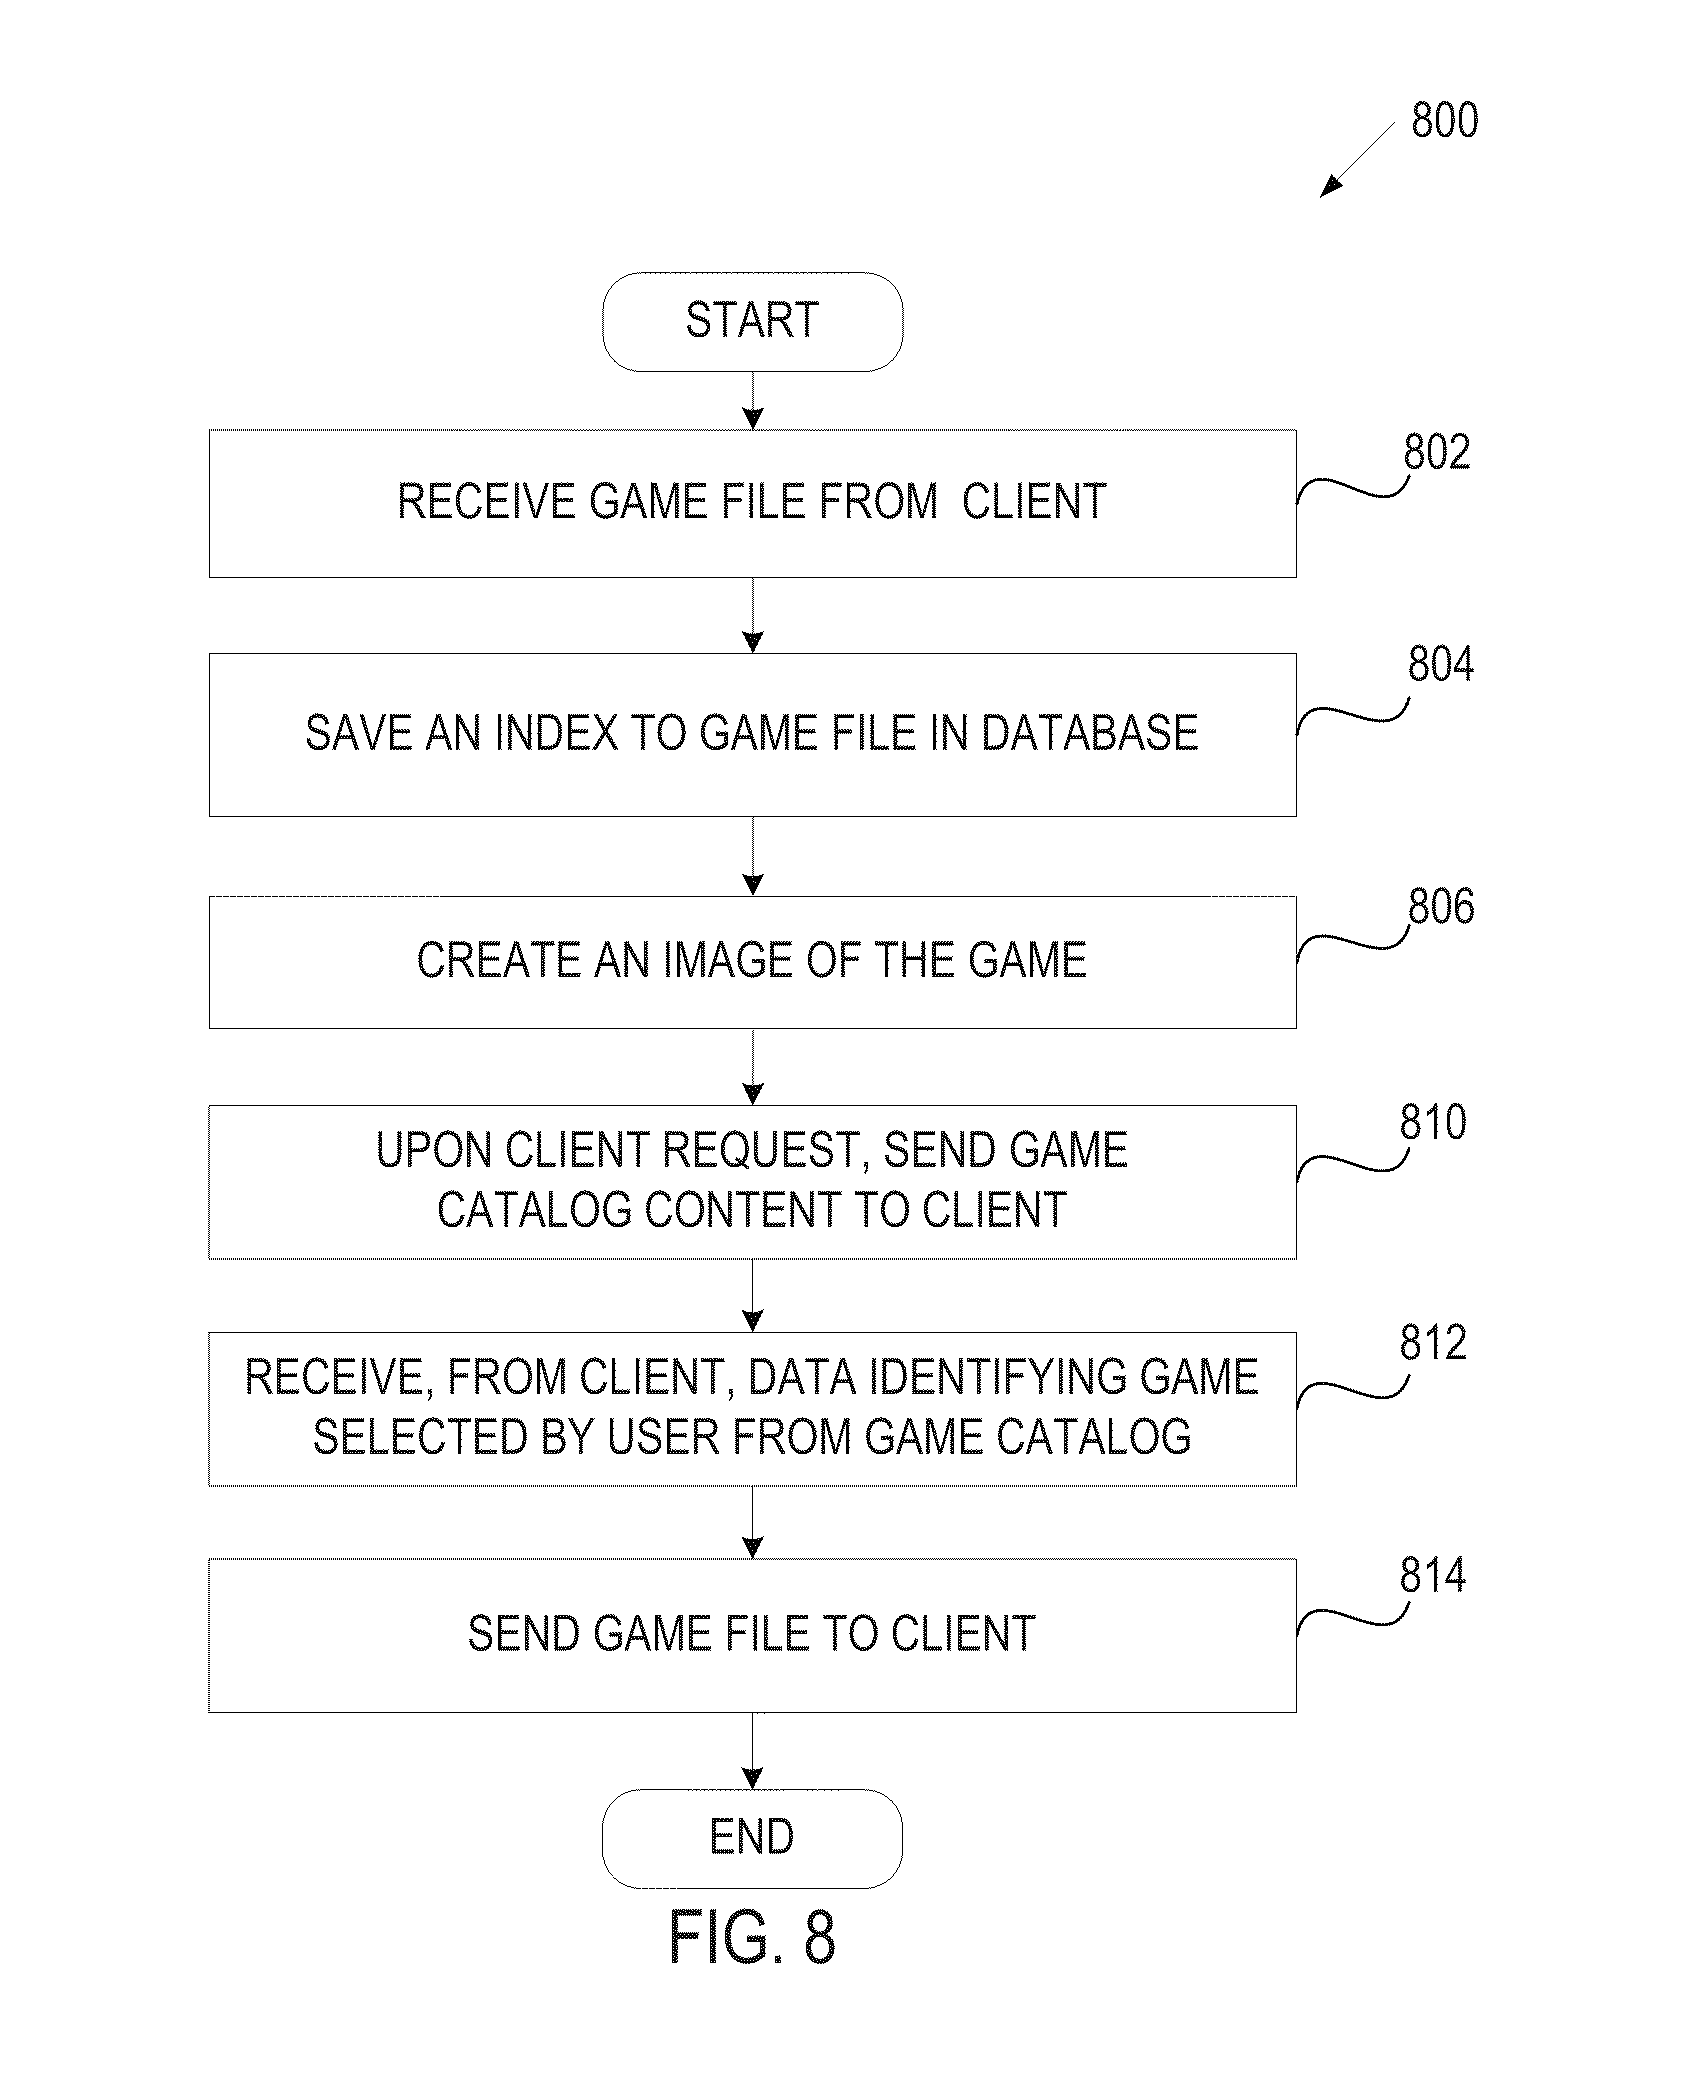 800
START
RECEIVE GAME FILE FROM CLIENT
802
SAVE AN INDEX TO GAME FILE IN DATABASE
804
CREATE AN IMAGE OF THE GAME
806
UPON CLIENT REQUEST, SEND GAME
CATALOG CONTENT TO CLIENT
810
RECEIVE, FROM CLIENT, DATA IDENTIFYING GAME
SELECTED BY USER FROM GAME CATALOG
812
SEND GAME FILE TO CLIENT
814
END
FIG. 8